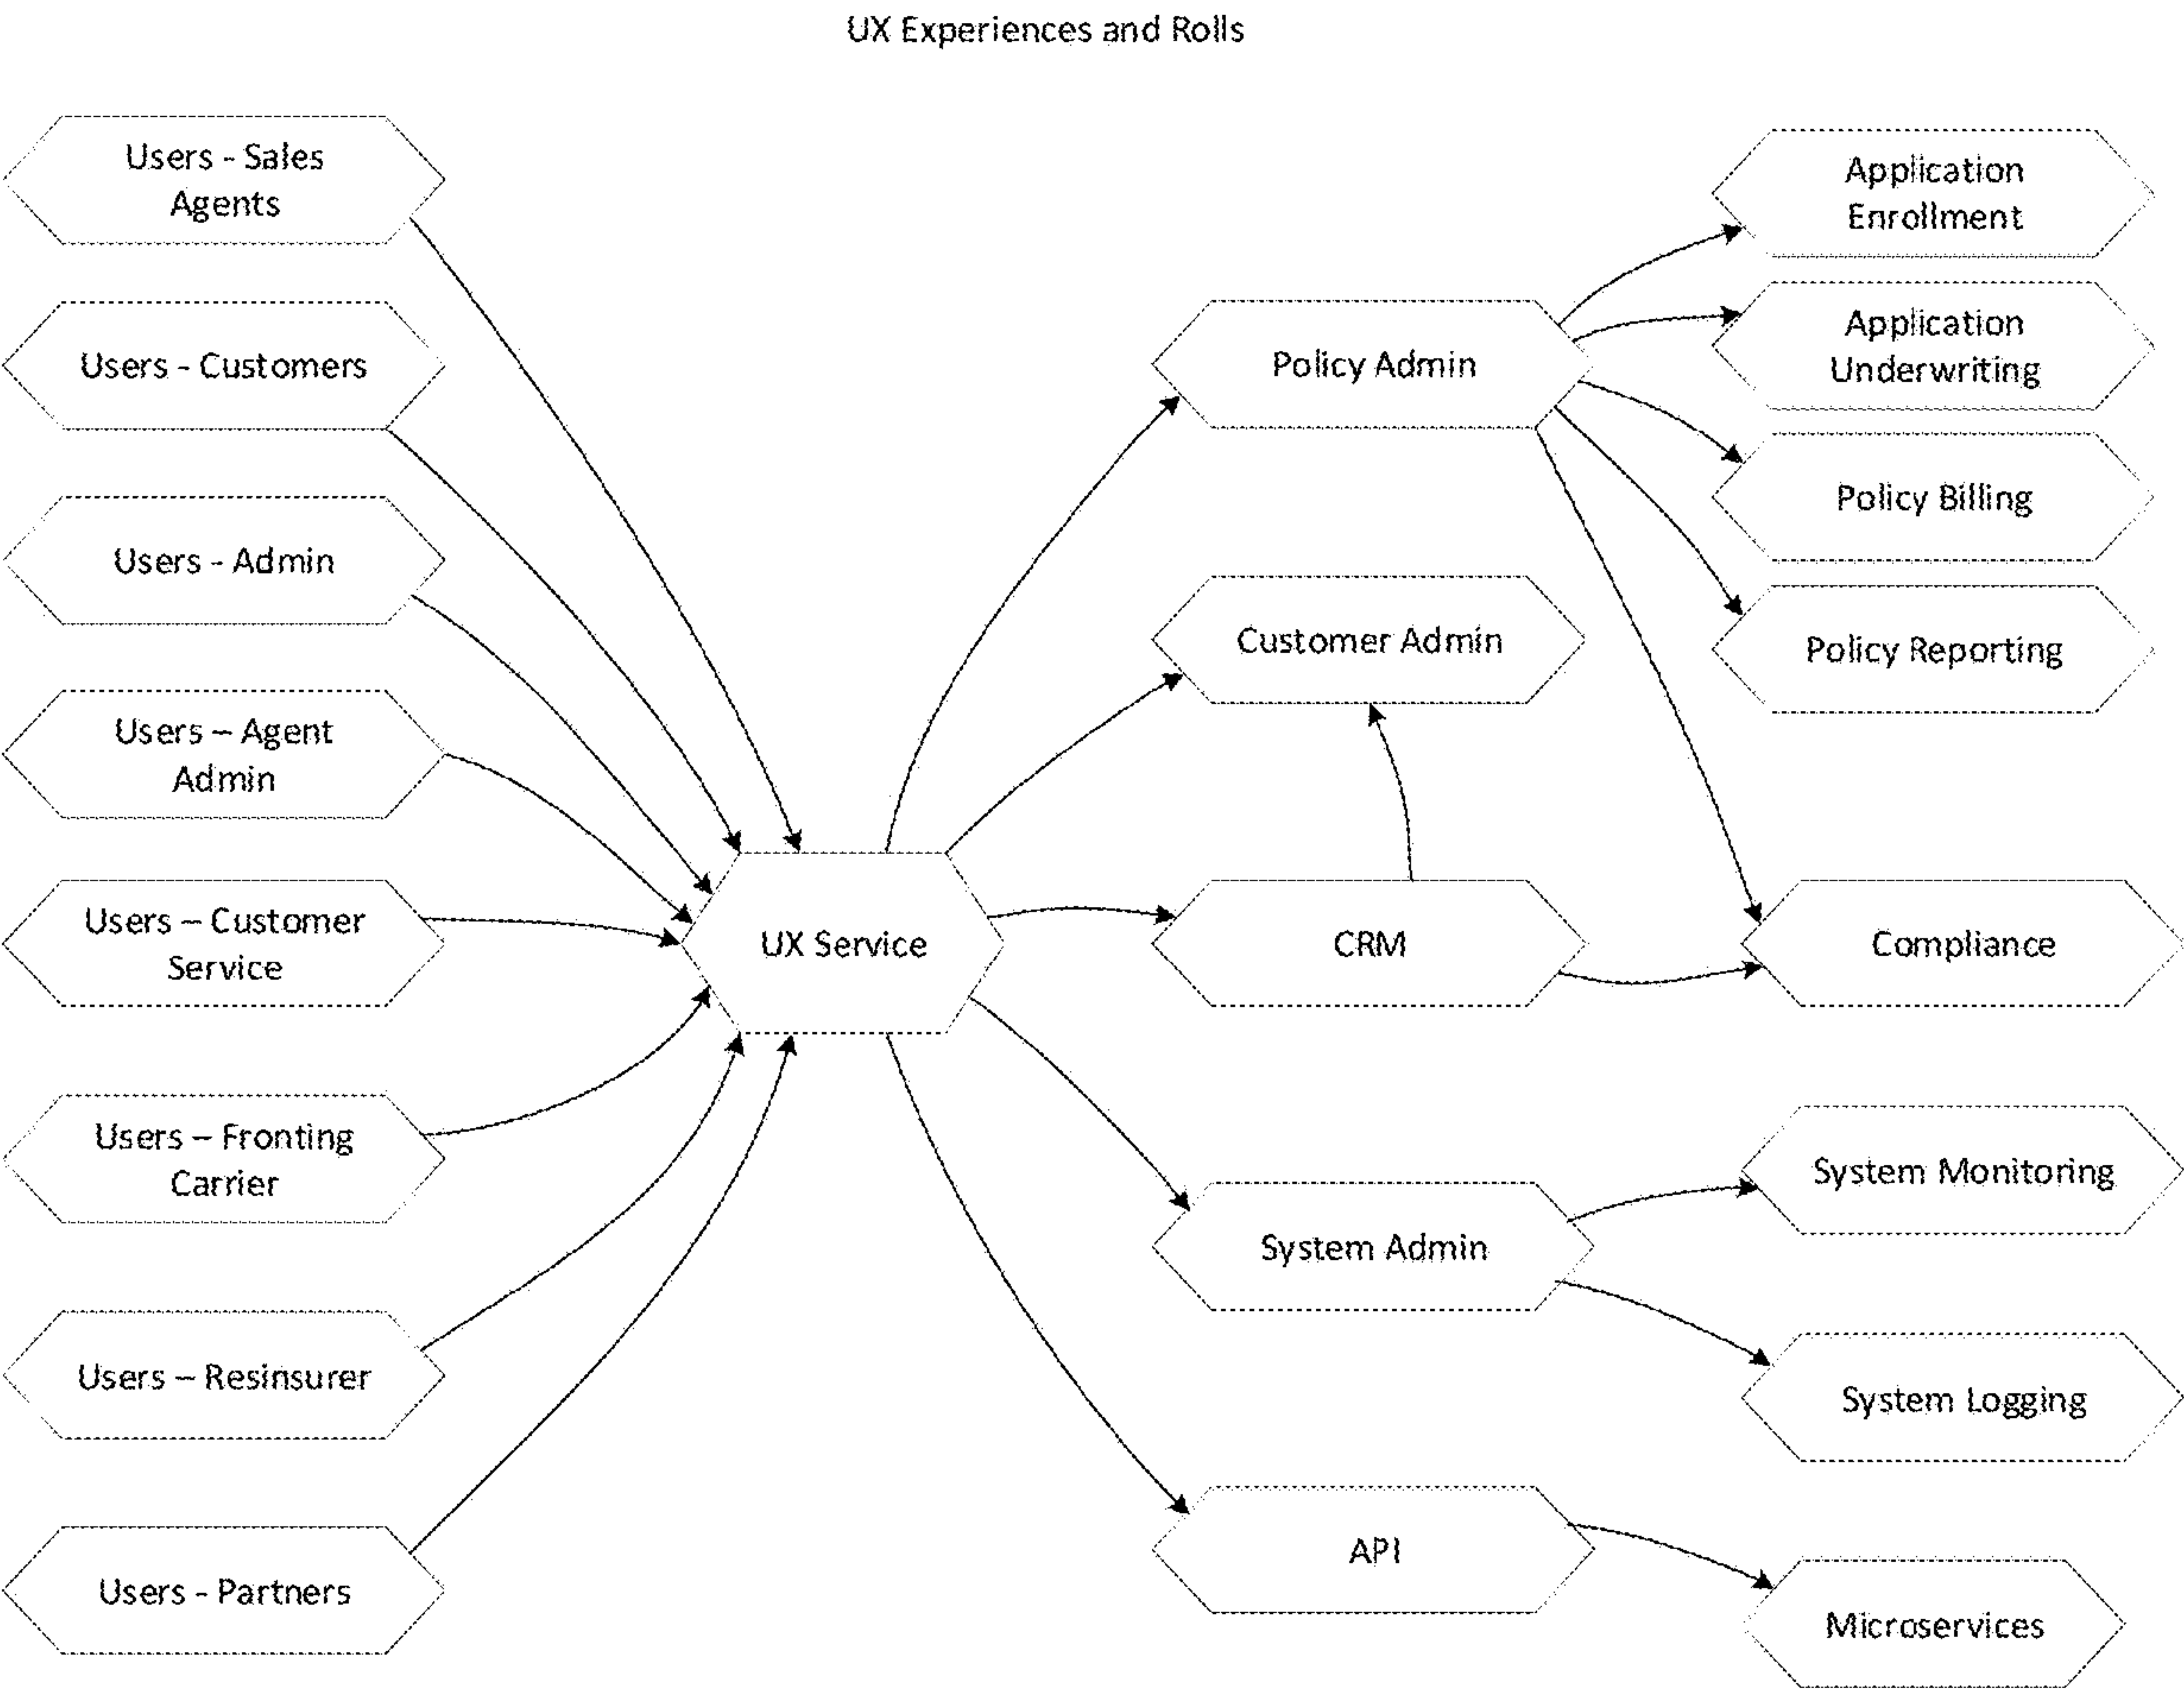 UX Experiences and Rolls
Users - Sales
Agents
Users - Customers
Users - Admin
Users – Agent
Admin
Users – Customer
Service
Users – Fronting
Carrier
Users – Resinsurer
Users - Partners
UX Service
Policy Admin
Customer Admin
CRM
System Admin
API
Application
Enrollment
Application
Underwriting
Policy Billing
Policy Reporting
Compliance
System Monitoring
System Logging
Microservices